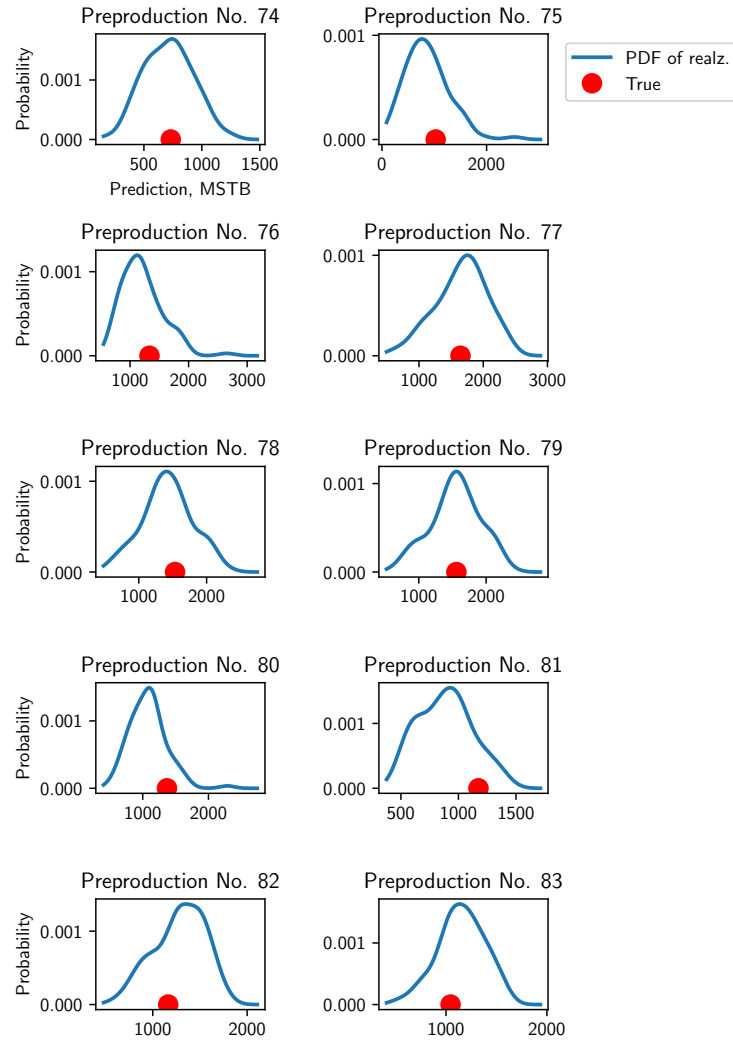 Preproduction No. 74
Probability
0.001
0.000
500 1000 1500
Prediction, MSTB
Preproduction No. 75
0.001
0.000
0 2000
PDF of realz.
True
Preproduction No. 76
Probability
0.001
0.000
1000 2000 3000
Preproduction No. 77
0.001
0.000
1000 2000 3000
Preproduction No. 78
Probability
0.001
0.000
1000 2000
Preproduction No. 79
0.001
0.000
1000 2000
Preproduction No. 80
Probability
0.001
0.000
1000 2000
Preproduction No. 81
0.001
0.000
500 1000 1500
Preproduction No. 82
Probability
0.001
0.000
1000 2000
Preproduction No. 83
0.001
0.000
1000 2000